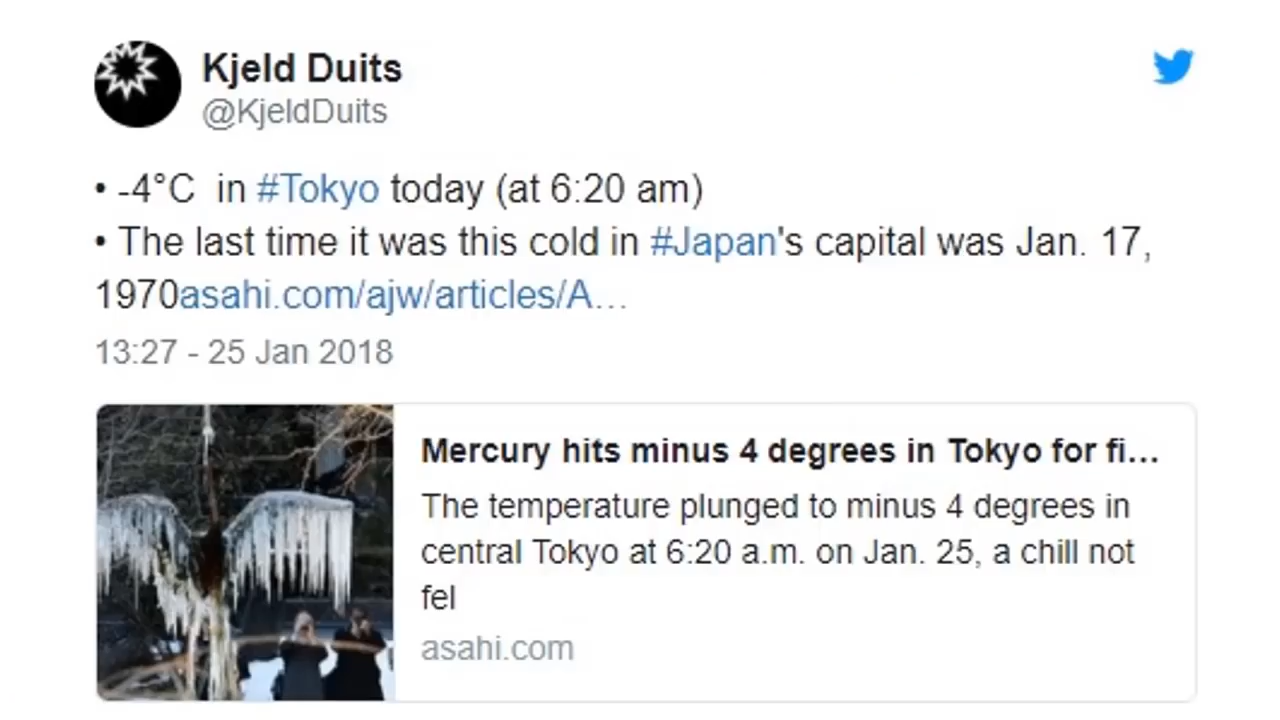 Kjeld Duits
@KjeldDuits
• -4°C in #Tokyo today (at 6:20 am)
• The last time it was this cold in #Japan's capital was Jan. 17,
1970asahi.com/ajw/articles/A…
13:27 - 25 Jan 2018
Mercury hits minus 4 degrees in Tokyo for fi...
The temperature plunged to minus 4 degrees in
central Tokyo at 6:20 a.m. on Jan. 25, a chill not
fel
asahi.com